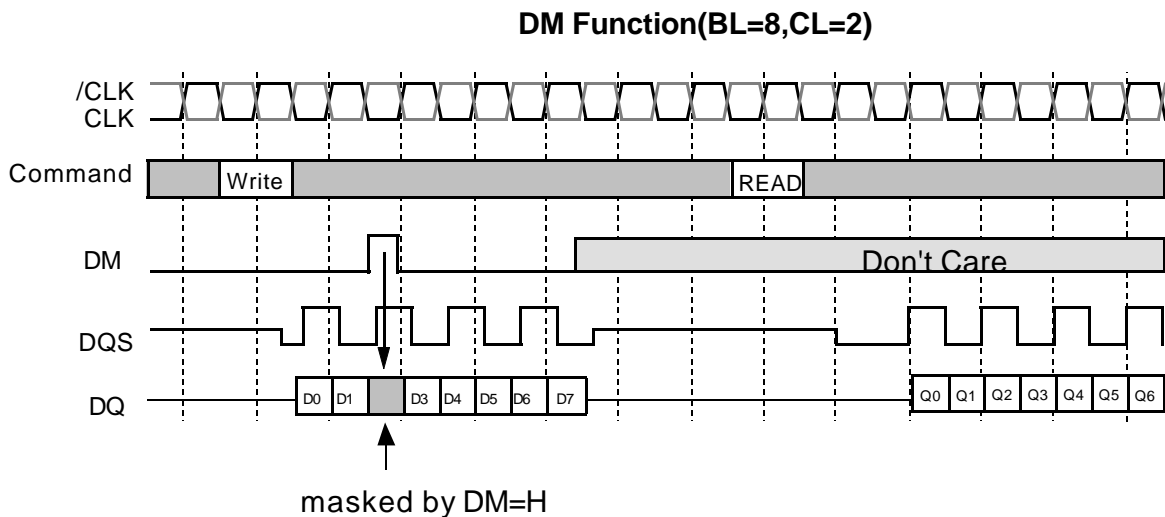 DM Function(BL=8,CL=2)
/CLK
CLK
Command
Write
READ
DM
Don't Care
DQS
DQ
D0 D1 D3 D4 D5 D6 D7
Q0 Q1 Q2 Q3 Q4 Q5 Q6
masked by DM=H